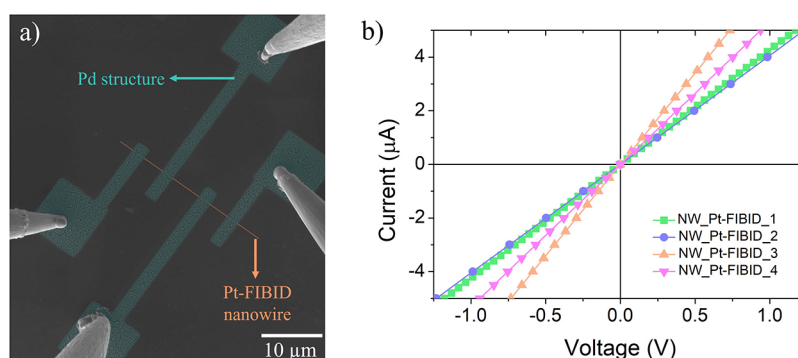 a)
Pd structure
Pt-FIBID
nanowire
10 µm
b)
Current (µA)
4
2
0
-2
-4
NW_Pt-FIBID_1
NW_Pt-FIBID_2
NW_Pt-FIBID_3
NW_Pt-FIBID_4
-1.0 -0.5 0.0 0.5 1.0
Voltage (V)